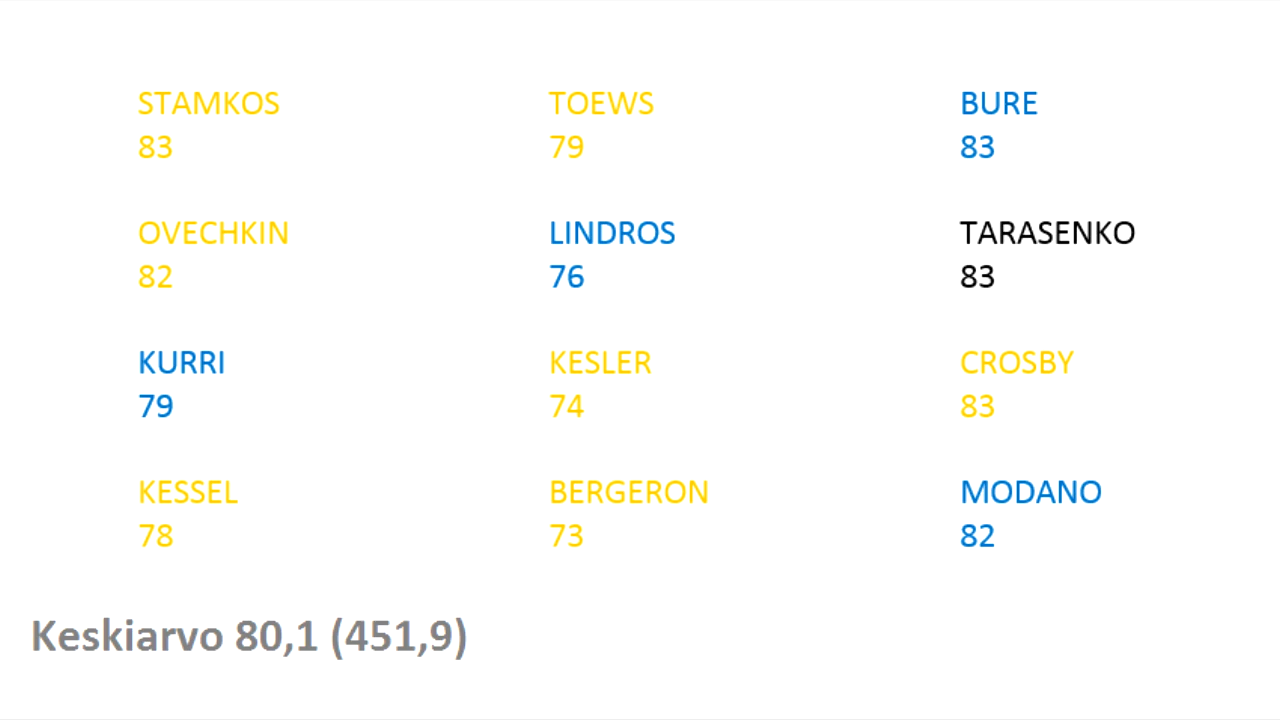 STAMKOS
83
TOEWS
79
BURE
83
OVECHKIN
82
LINDROS
76
TARASENKO
83
KURRI
79
KESLER
74
CROSBY
83
KESSEL
78
BERGERON
73
MODANO
82
Keskiarvo 80,1 (451,9)